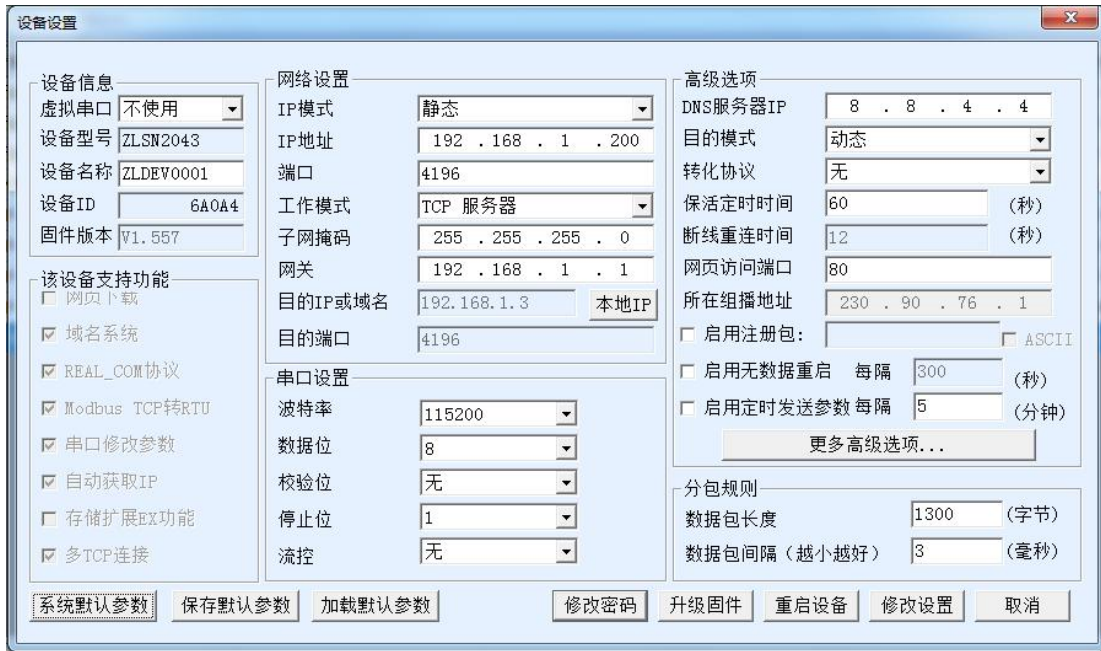 设备设置
设备信息
虚拟串口 不使用
设备型号 ZLSN2043
设备名称 ZLDEV0001
设备ID 6A0A4
固件版本 V1.557
该设备支持功能
网页下载
域名系统
REAL_COM协议
Modbus TCP转RTU
串口修改参数
自动获取IP
存储扩展EX功能
多TCP连接
网络设置
IP模式 静态
IP地址 192 . 168 . 1 . 200
端口 4196
工作模式 TCP 服务器
子网掩码 255 . 255 . 255 . 0
网关 192 . 168 . 1 . 1
目的IP或域名 192.168.1.3 本地IP
目的端口 4196
串口设置
波特率 115200
数据位 8
校验位 无
停止位 1
流控 无
高级选项
DNS服务器IP 8 . 8 . 4 . 4
目的模式 动态
转化协议 无
保活定时时间 60 (秒)
断线重连时间 12 (秒)
网页访问端口 80
所在组播地址 230 . 90 . 76 . 1
启用注册包: ASCII
启用无数据重启 每隔 300 (秒)
启用定时发送参数 每隔 5 (分钟)
更多高级选项...
分包规则
数据包长度 1300 (字节)
数据包间隔（越小越好） 3 (毫秒)
系统默认参数 保存默认参数 加载默认参数 修改密码 升级固件 重启设备 修改设置 取消